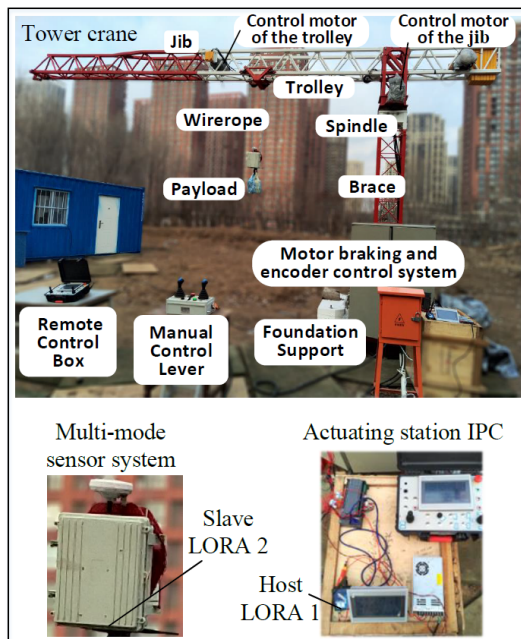 Tower crane
Jib
Control motor
of the trolley
Control motor
of the jib
Trolley
Wirerope
Spindle
Payload
Brace
Motor braking and
encoder control system
Remote
Control
Box
Manual
Control
Lever
Foundation
Support
Multi-mode
sensor system
Actuating station IPC
Slave
LORA 2
Host
LORA 1